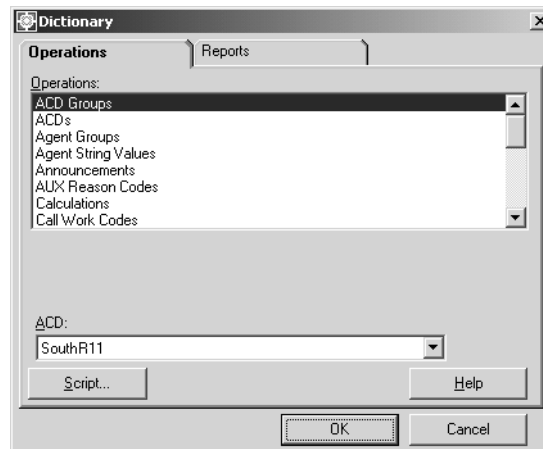 Dictionary
Operations
Reports
Operations:
ACD Groups
ACDs
Agent Groups
Agent String Values
Announcements
AUX Reason Codes
Calculations
Call Work Codes
ACD:
SouthR11
Script...
Help
OK
Cancel